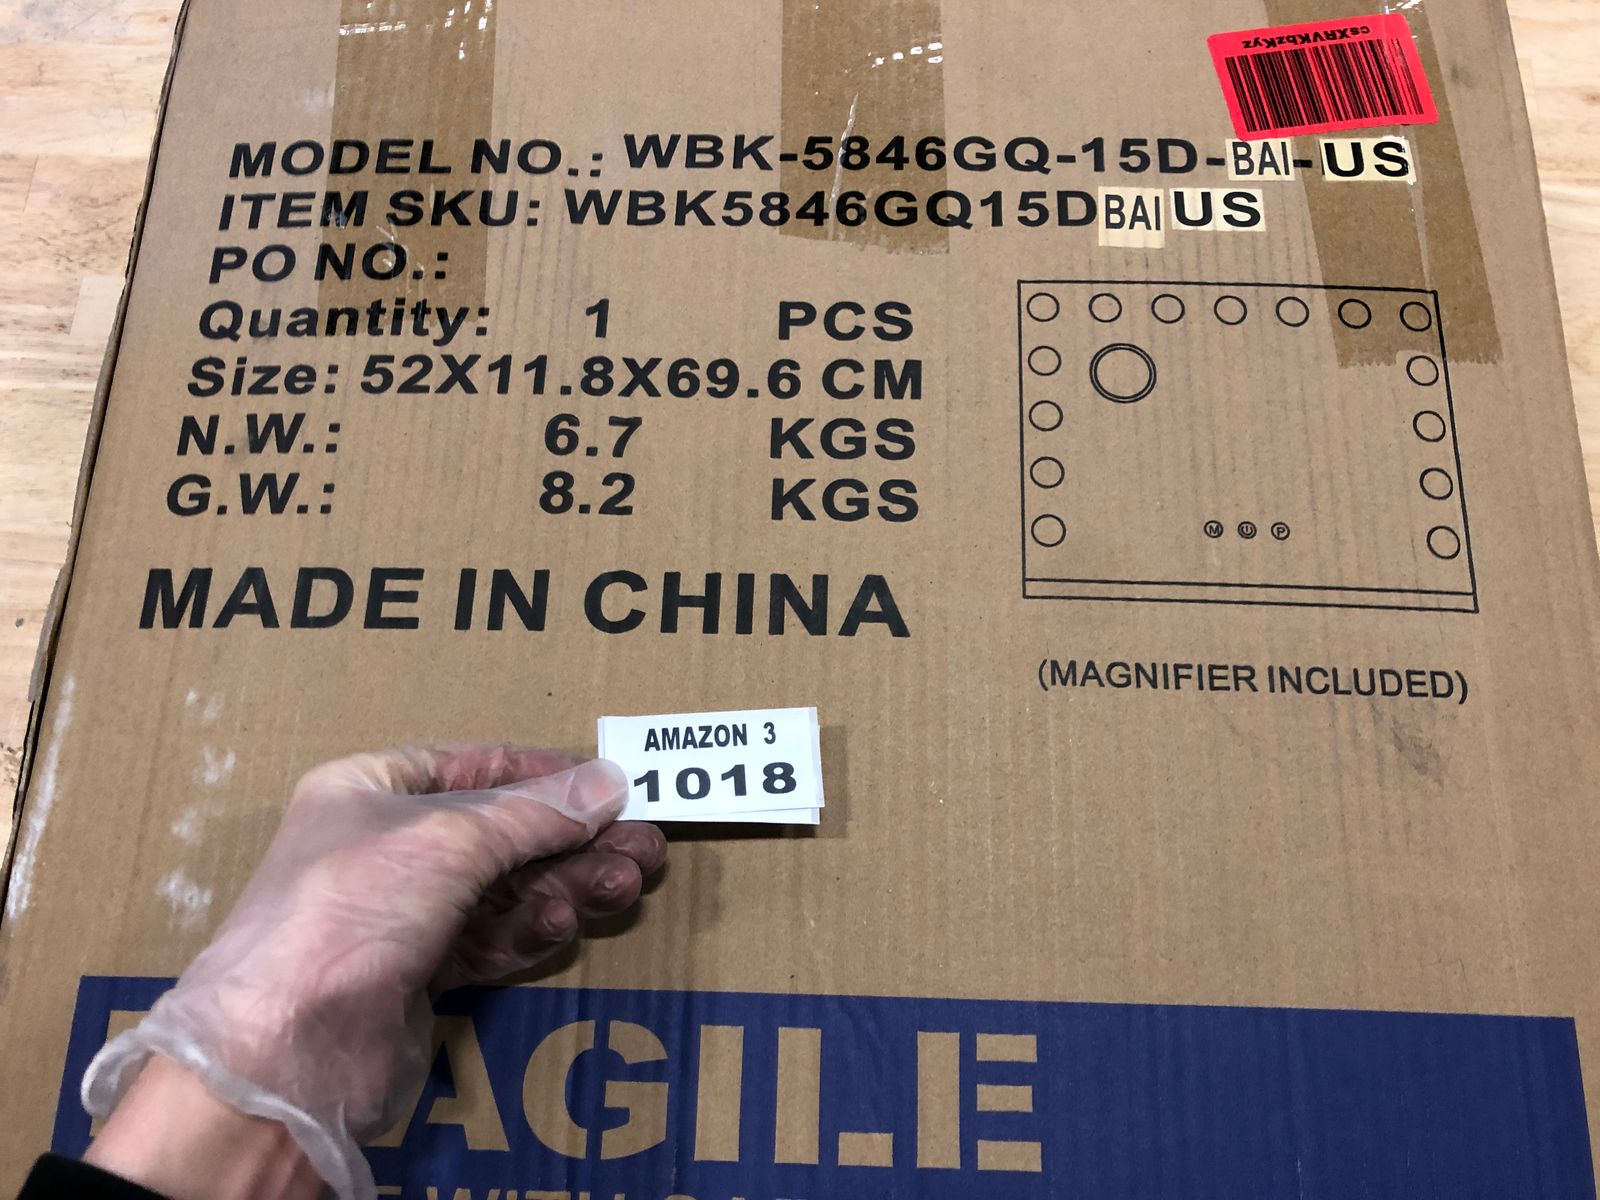 csXRVKbzKyz
MODEL NO.: WBK-5846GQ-15D-BAI-US
ITEM SKU: WBK5846GQ15DBAIUS
PO NO.:
Quantity: 1 PCS
Size: 52X11.8X69.6 CM
N.W.: 6.7 KGS
G.W.: 8.2 KGS
MADE IN CHINA
M P
(MAGNIFIER INCLUDED)
AMAZON 3
1018
AGILE